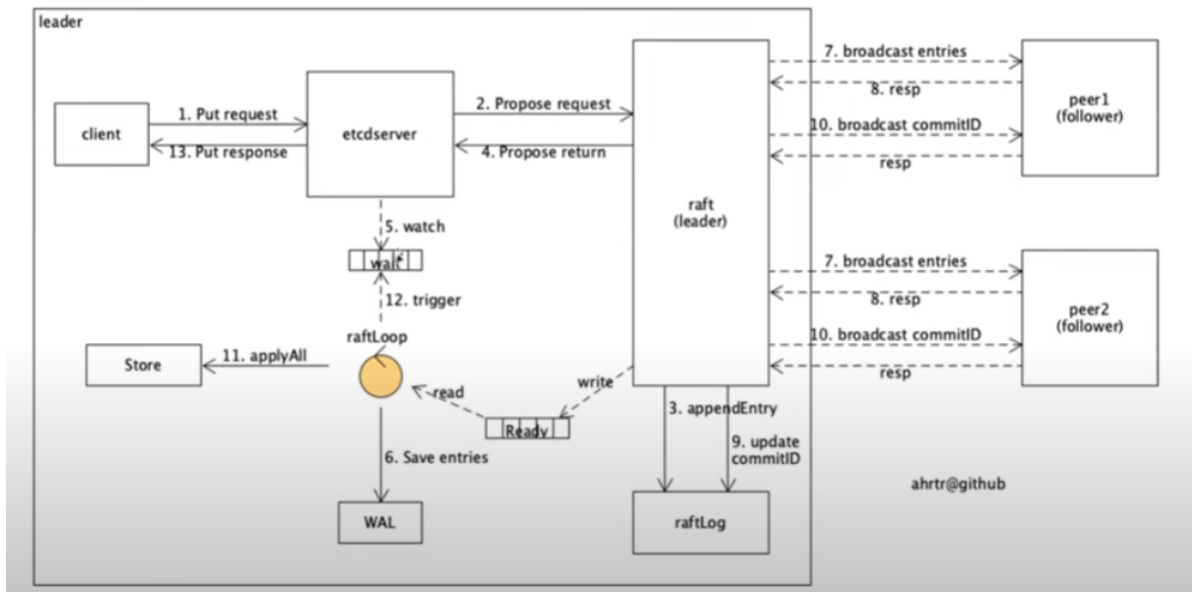 leader
client
1. Put request
13. Put response
etcdserver
2. Propose request
4. Propose return
raft
(leader)
7. broadcast entries
8. resp
10. broadcast commitID
resp
peer1
(follower)
7. broadcast entries
8. resp
10. broadcast commitID
resp
peer2
(follower)
5. watch
wait
12. trigger
raftLoop
Store
11. applyAll
read
write
Ready
6. Save entries
WAL
3. appendEntry
9. update
commitID
raftLog
ahrtr@github